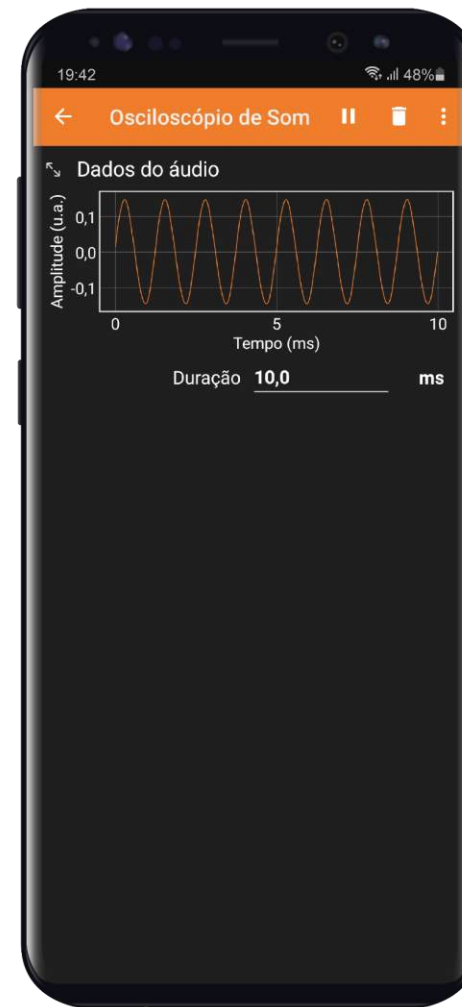 19:42 48%
Osciloscópio de Som
Dados do áudio
Amplitude (u.a.)
0,1
0,0
-0,1
0 5 10
Tempo (ms)
Duração 10,0 ms